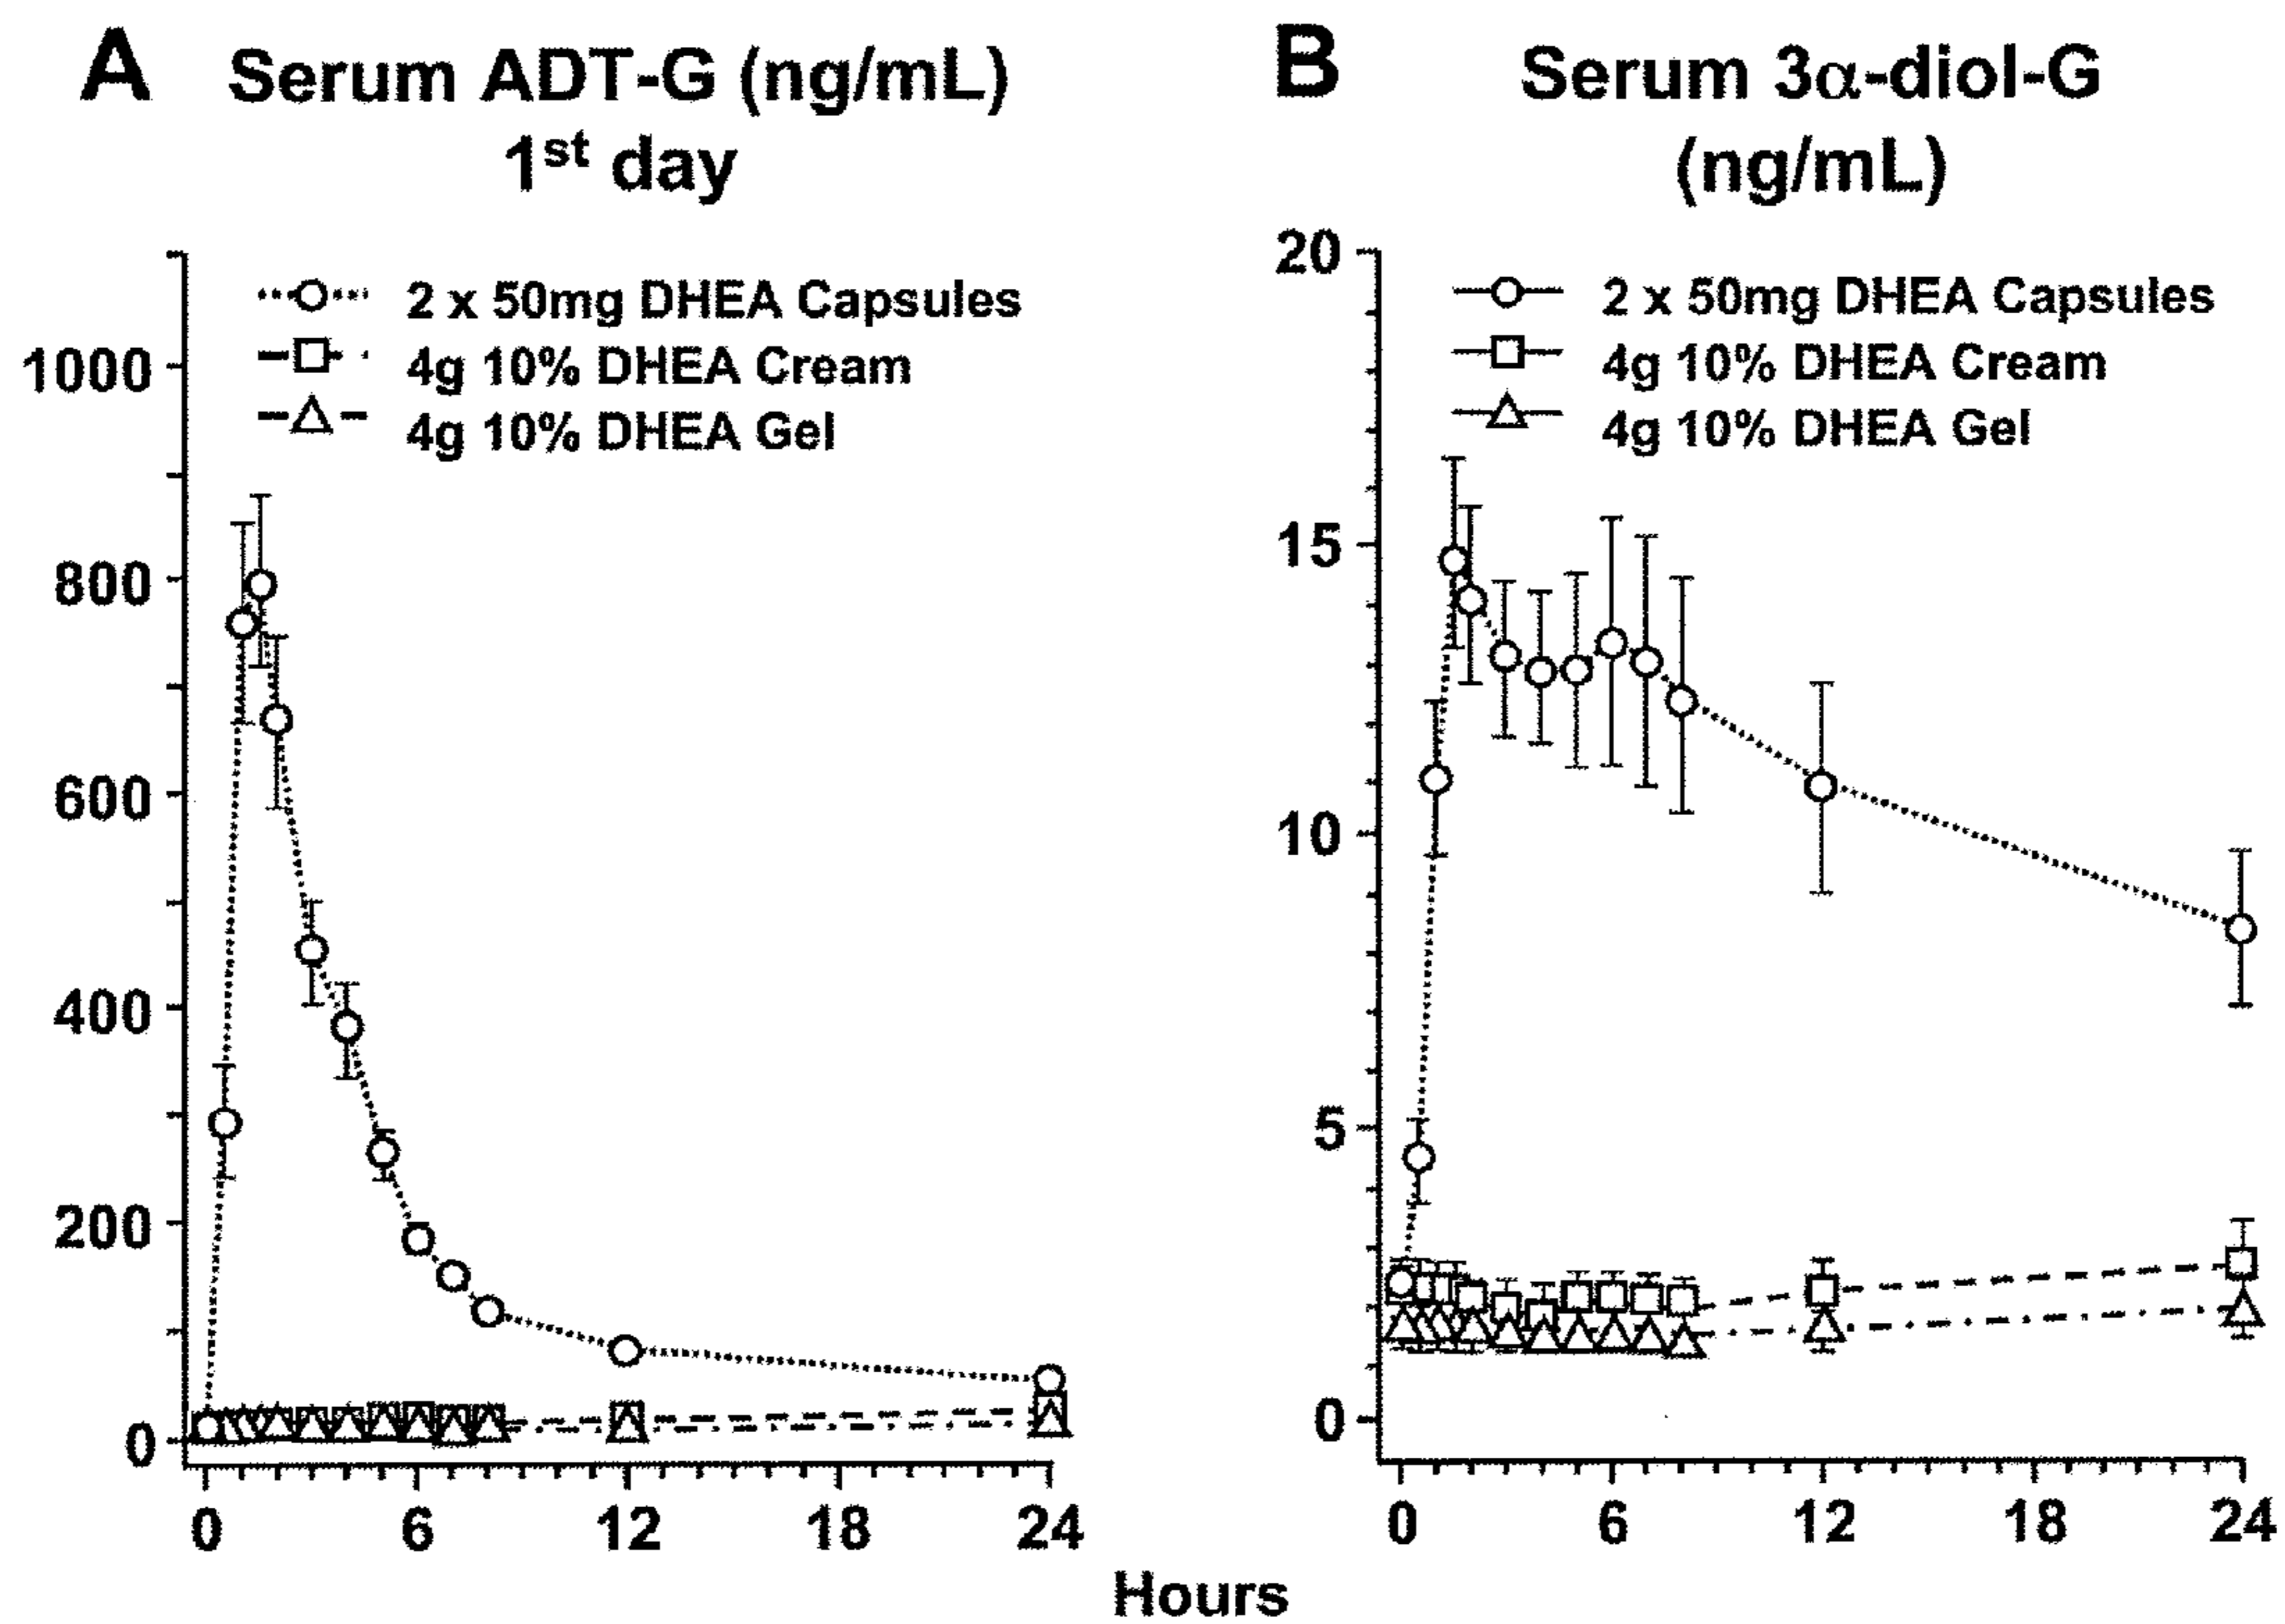 A Serum ADT-G (ng/mL)
1st day
2 x 50mg DHEA Capsules
4g 10% DHEA Cream
4g 10% DHEA Gel
1000
800
600
400
200
0
0 6 12 18 24
B Serum 3α-diol-G
(ng/mL)
2 x 50mg DHEA Capsules
4g 10% DHEA Cream
4g 10% DHEA Gel
20
15
10
5
0
0 6 12 18 24
Hours